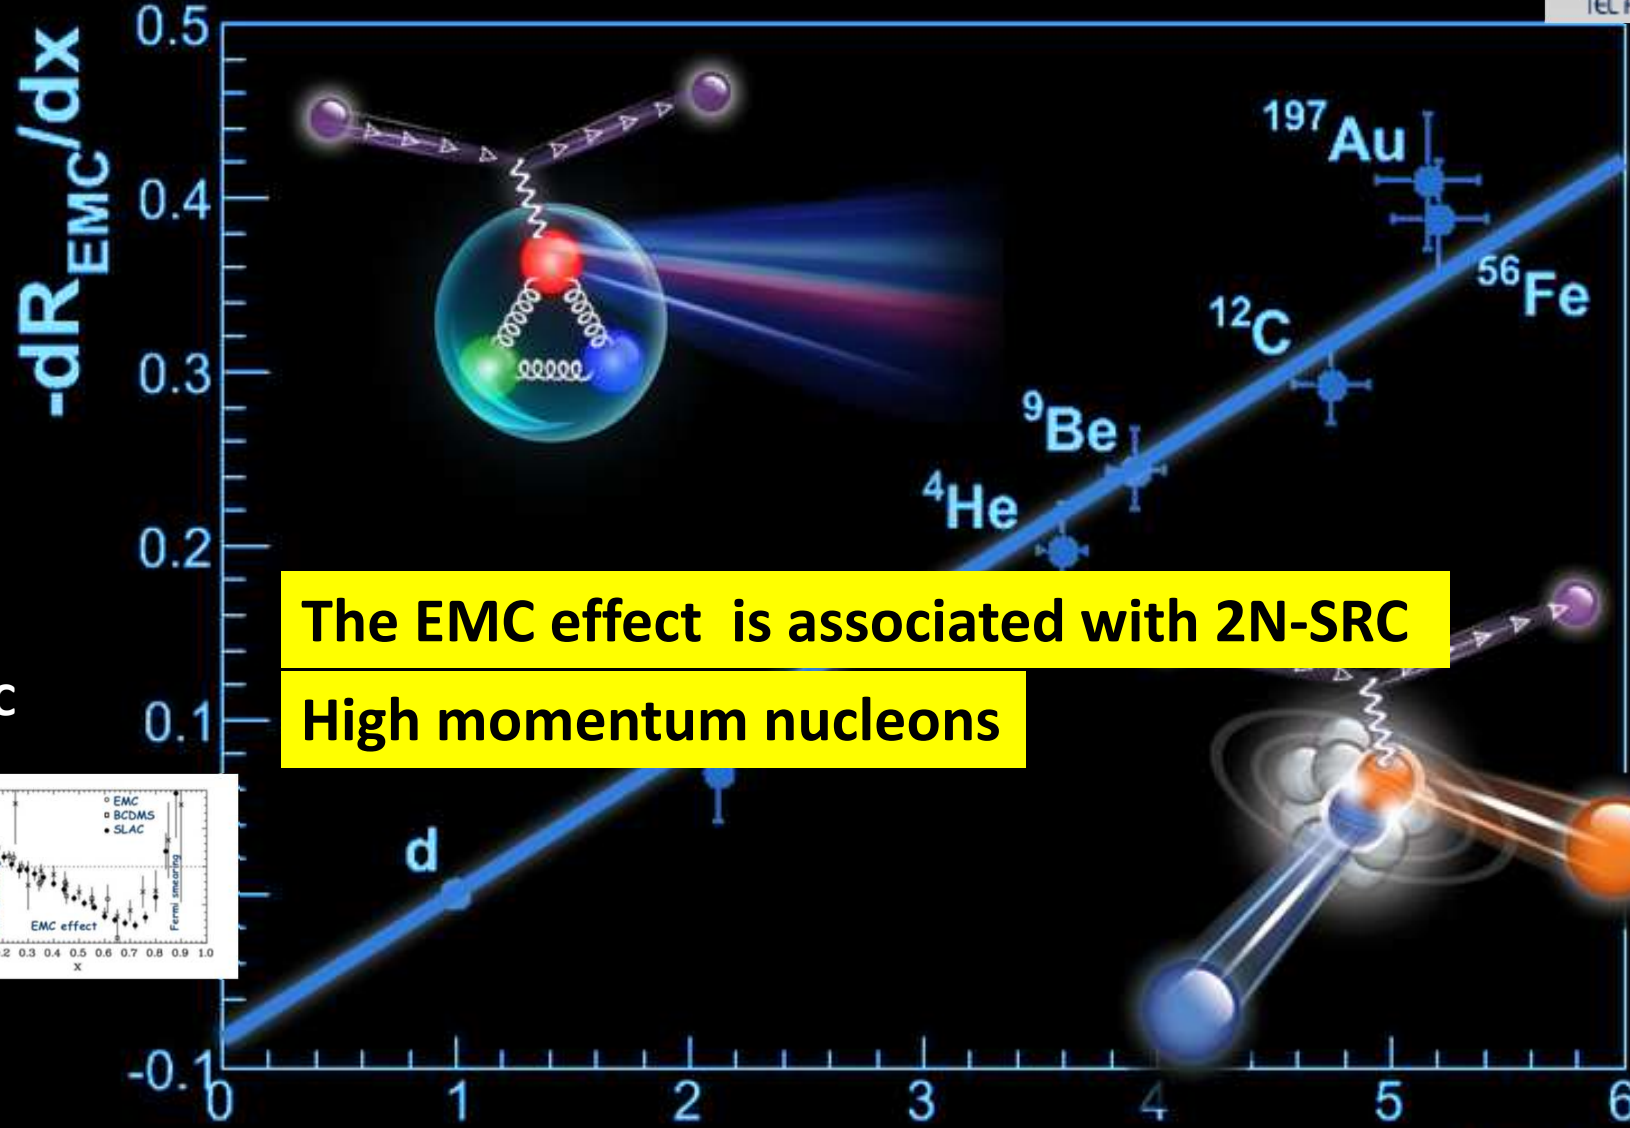 0.5
-dR_EMC/dx
¹⁹⁷Au
0.4
⁵⁶Fe
¹²C
0.3
⁹Be
⁴He
0.2
The EMC effect is associated with 2N-SRC
C
High momentum nucleons
0.1
EMC
BCDMS
SLAC
d
Fermi smearing
EMC effect
.2 0.3 0.4 0.5 0.6 0.7 0.8 0.9 1.0
x
-0.1
0 1 2 3 4 5 6